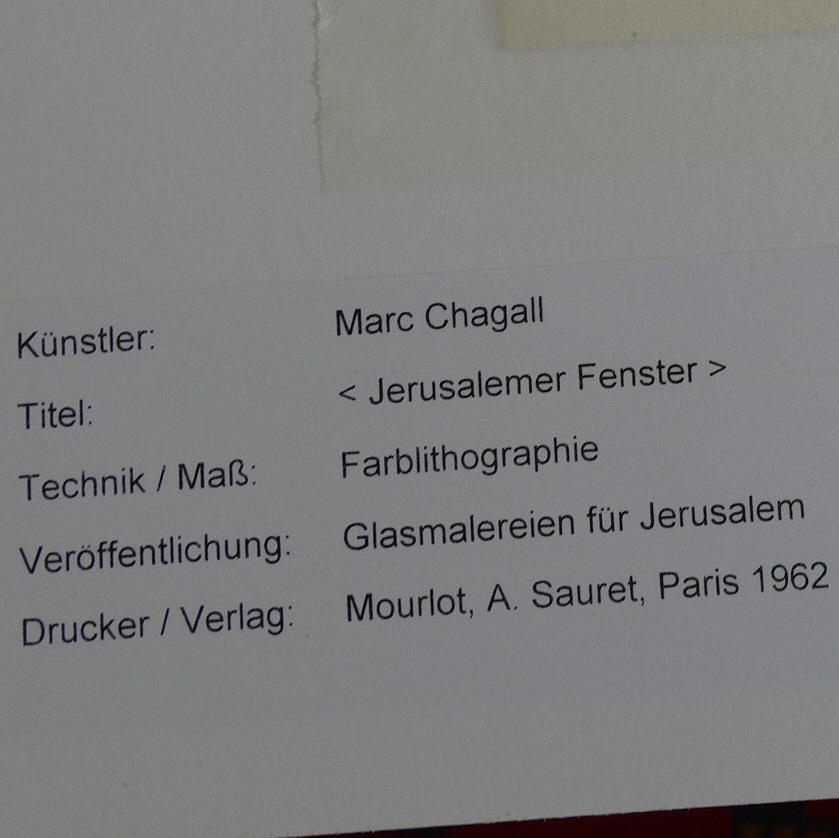 Künstler: Marc Chagall
Titel: < Jerusalemer Fenster >
Technik / Maß: Farblithographie
Veröffentlichung: Glasmalereien für Jerusalem
Drucker / Verlag: Mourlot, A. Sauret, Paris 1962